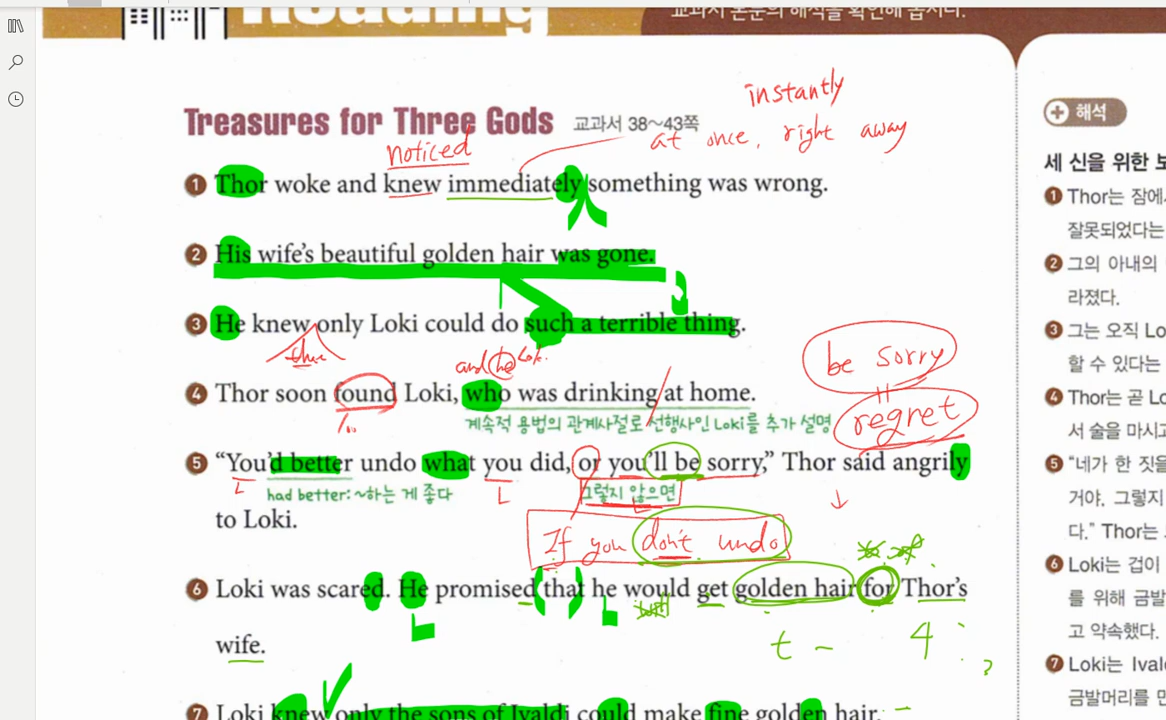 Reading
교과서 본문의 해석을 확인해 봅시다.
instantly
Treasures for Three Gods 교과서 38~43쪽
at once, right away
noticed
1 Thor woke and knew immediately something was wrong.
2 His wife's beautiful golden hair was gone.
3 He knew only Loki could do such a terrible thing.
be sorry
and he Loki
4 Thor soon found Loki, who was drinking at home.
regret
계속적 용법의 관계사절로 선행사인 Loki를 추가 설명
5 “You'd better undo what you did, or you'll be sorry,” Thor said angrily
had better: ~하는 게 좋다
그렇지 않으면
to Loki.
If you don't undo
6 Loki was scared. He promised that he would get golden hair for Thor's
wife.
t ~ 4
7 Loki knew only the sons of Ivaldi could make fine golden hair.
해석
세 신을 위한 보
1 Thor는 잠에
잘못되었다는
2 그의 아내의
라졌다.
3 그는 오직 Lo
할 수 있다는
4 Thor는 곧 Lo
서 술을 마시고
5 “네가 한 짓을
거야. 그렇지
다.” Thor는
6 Loki는 겁이
를 위해 금발
고 약속했다.
7 Loki는 Ival
금발머리를 만